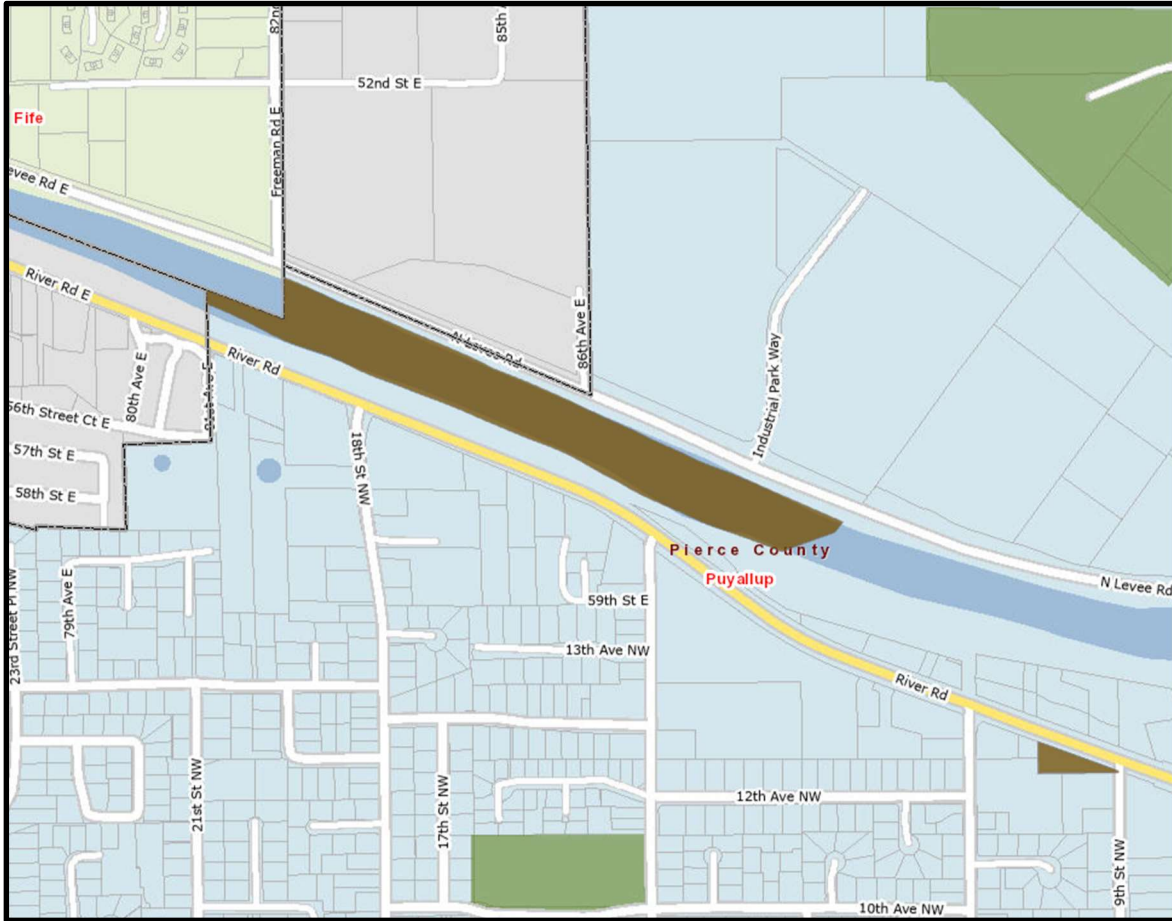 82nd
85th
52nd St E
Fife
Freeman Rd E
evee Rd E
River Rd E
N Levee Rd
86th Ave E
Industrial Park Way
80th Ave E
81st Ave E
River Rd
56th Street Ct E
18th St NW
57th St E
58th St E
Pierce County
Puyallup
N Levee Rd
79th Ave E
23rd Street Pl NW
59th St E
13th Ave NW
River Rd
21st St NW
17th St NW
12th Ave NW
9th St NW
10th Ave NW